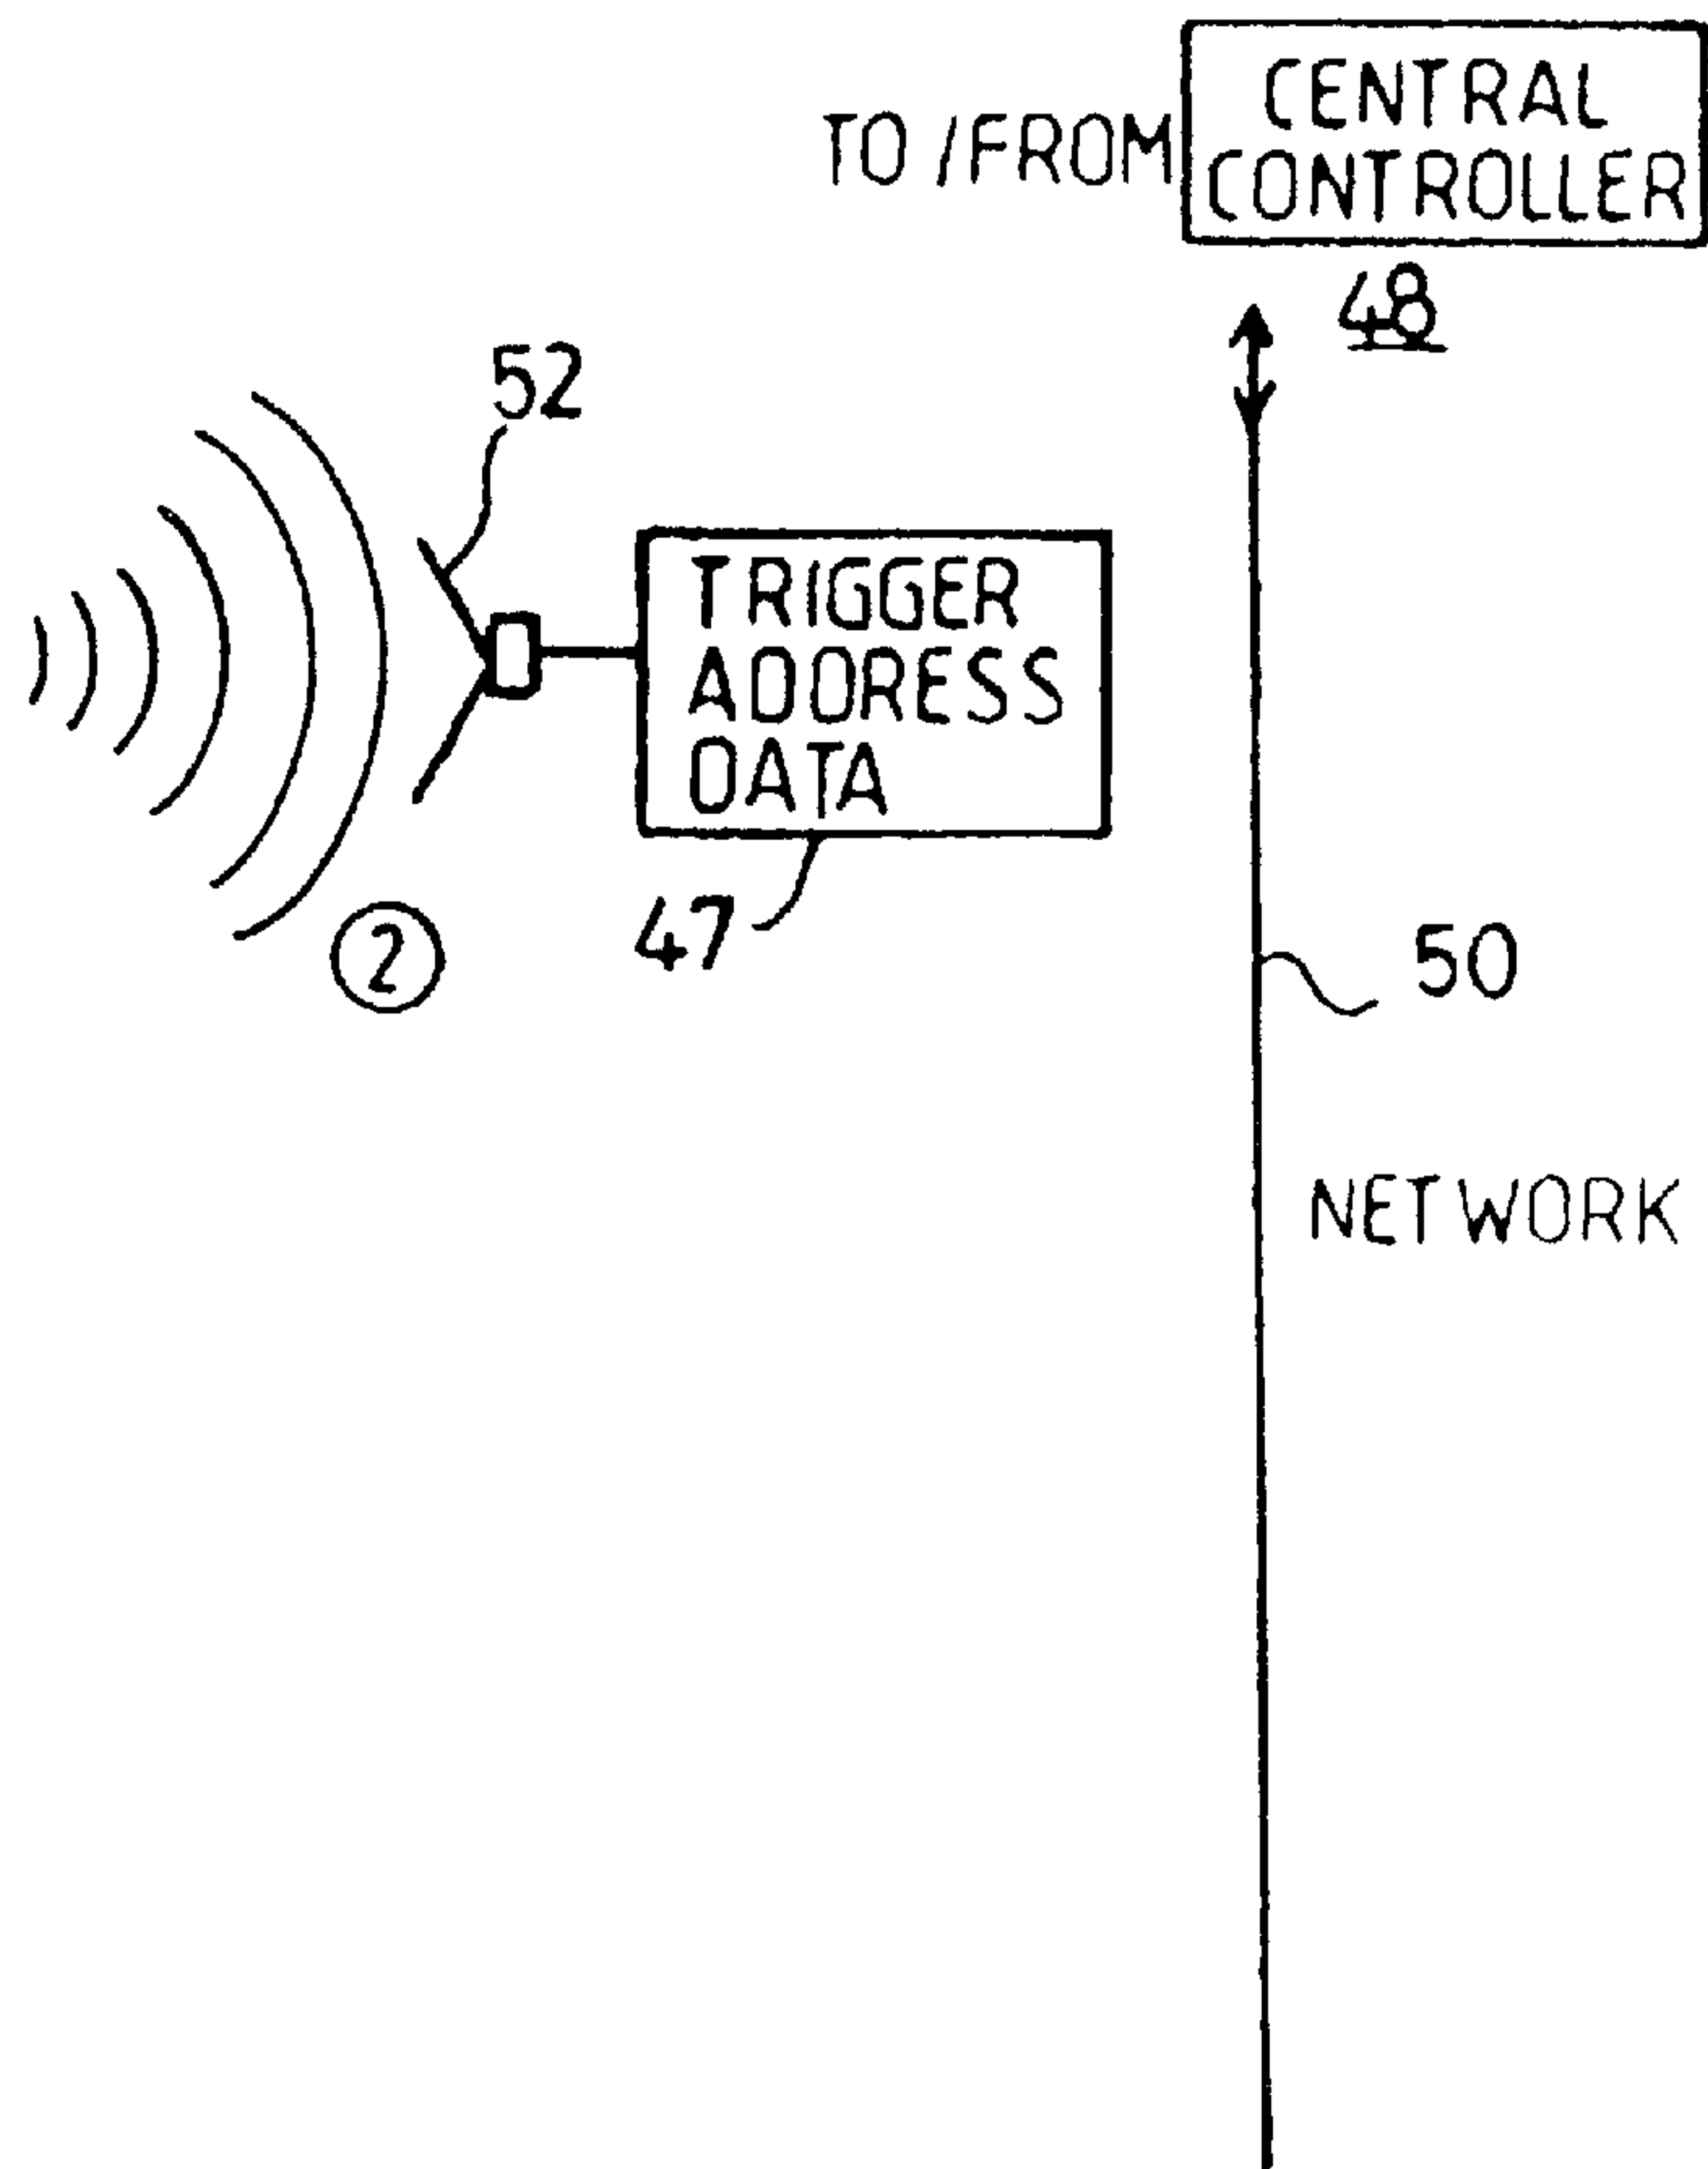 CENTRAL
CONTROLLER
TO/FROM
48
52
TRIGGER
ADDRESS
DATA
47
2
50
NETWORK